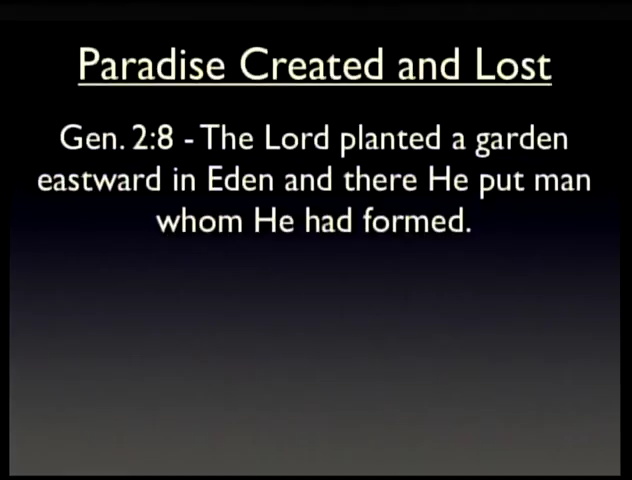 Paradise Created and Lost
Gen. 2:8 - The Lord planted a garden
eastward in Eden and there He put man
whom He had formed.